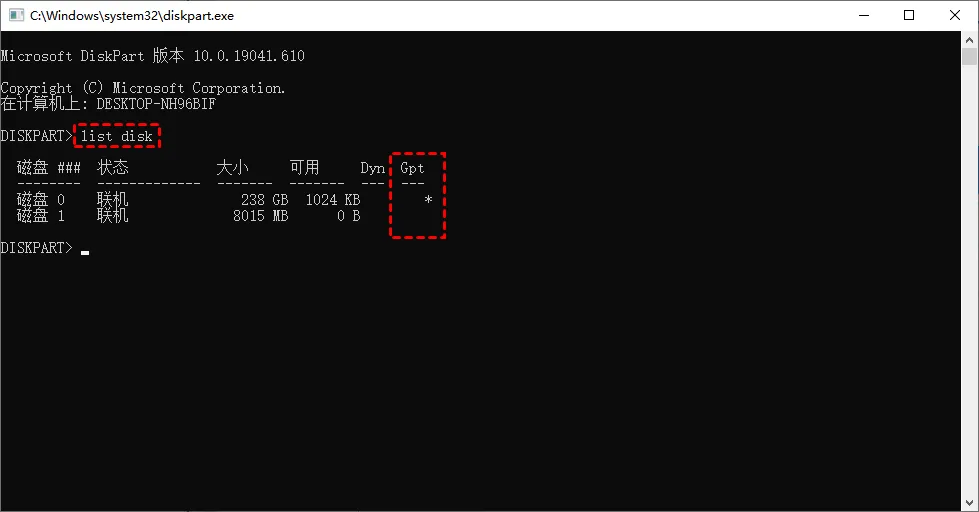 C:\Windows\system32\diskpart.exe
Microsoft DiskPart 版本 10.0.19041.610
Copyright (C) Microsoft Corporation.
在计算机上: DESKTOP-NH96BIF
DISKPART> list disk
磁盘 ###  状态           大小     可用     Dyn  Gpt
--------  -------------  -------  -------  ---  ---
磁盘 0    联机              238 GB  1024 KB        *
磁盘 1    联机             8015 MB      0 B
DISKPART>